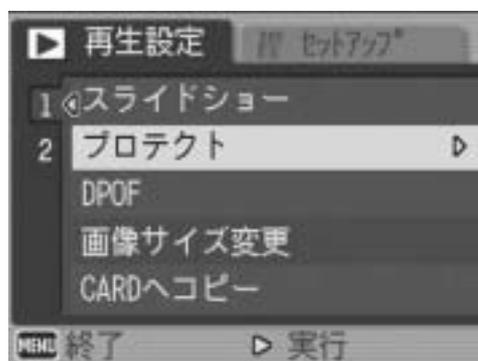 再生設定 セットアップ
1 スライドショー
2 プロテクト
DPOF
画像サイズ変更
CARDへコピー
MENU 終了 実行